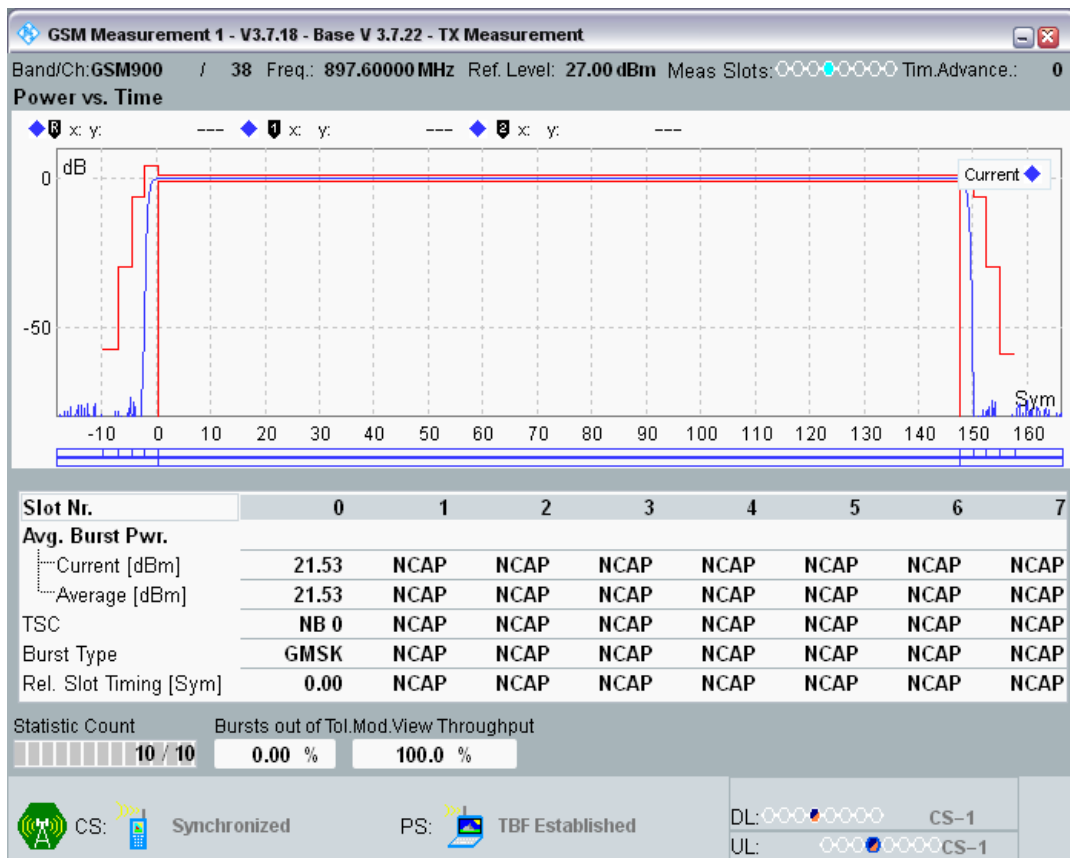 GSM Measurement 1 - V3.7.18 - Base V 3.7.22 - TX Measurement
Band/Ch:GSM900 / 38 Freq.: 897.60000 MHz Ref. Level: 27.00 dBm Meas Slots: Tim.Advance.: 0
Power vs. Time
R x: y: --- 1 x: y: --- 2 x: y: ---
dB
Current
0
-50
Sym
-10 0 10 20 30 40 50 60 70 80 90 100 110 120 130 140 150 160
Slot Nr. 0 1 2 3 4 5 6 7
Avg. Burst Pwr.
Current [dBm] 21.53 NCAP NCAP NCAP NCAP NCAP NCAP NCAP
Average [dBm] 21.53 NCAP NCAP NCAP NCAP NCAP NCAP NCAP
TSC NB 0 NCAP NCAP NCAP NCAP NCAP NCAP NCAP
Burst Type GMSK NCAP NCAP NCAP NCAP NCAP NCAP NCAP
Rel. Slot Timing [Sym] 0.00 NCAP NCAP NCAP NCAP NCAP NCAP NCAP
Statistic Count Bursts out of Tol.Mod.View Throughput
10 / 10 0.00 % 100.0 %
CS: Synchronized PS: TBF Established
DL: CS-1
UL: CS-1